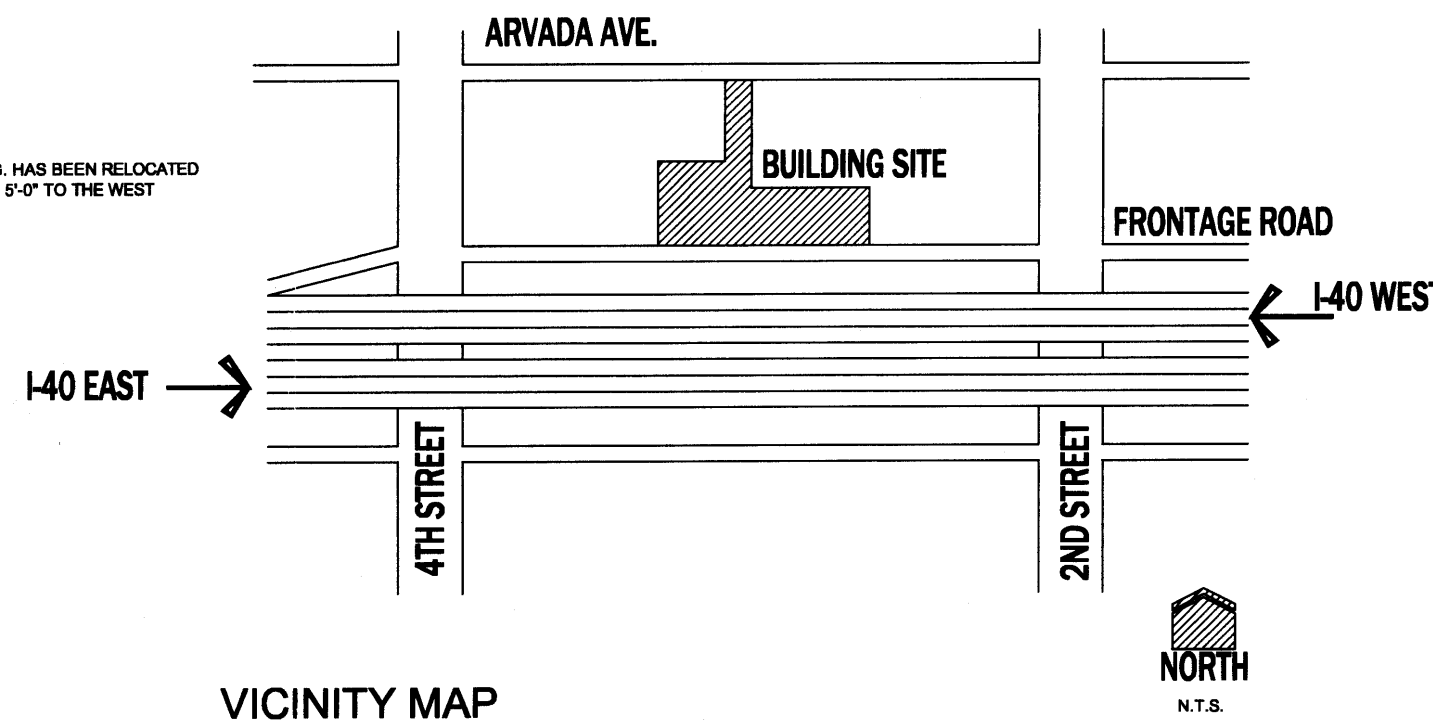 ARVADA AVE.
HAS BEEN RELOCATED
5'-0" TO THE WEST
BUILDING SITE
FRONTAGE ROAD
I-40 WES
I-40 EAST
4TH STREET
2ND STREET
NORTH
N.T.S.
VICINITY MAP